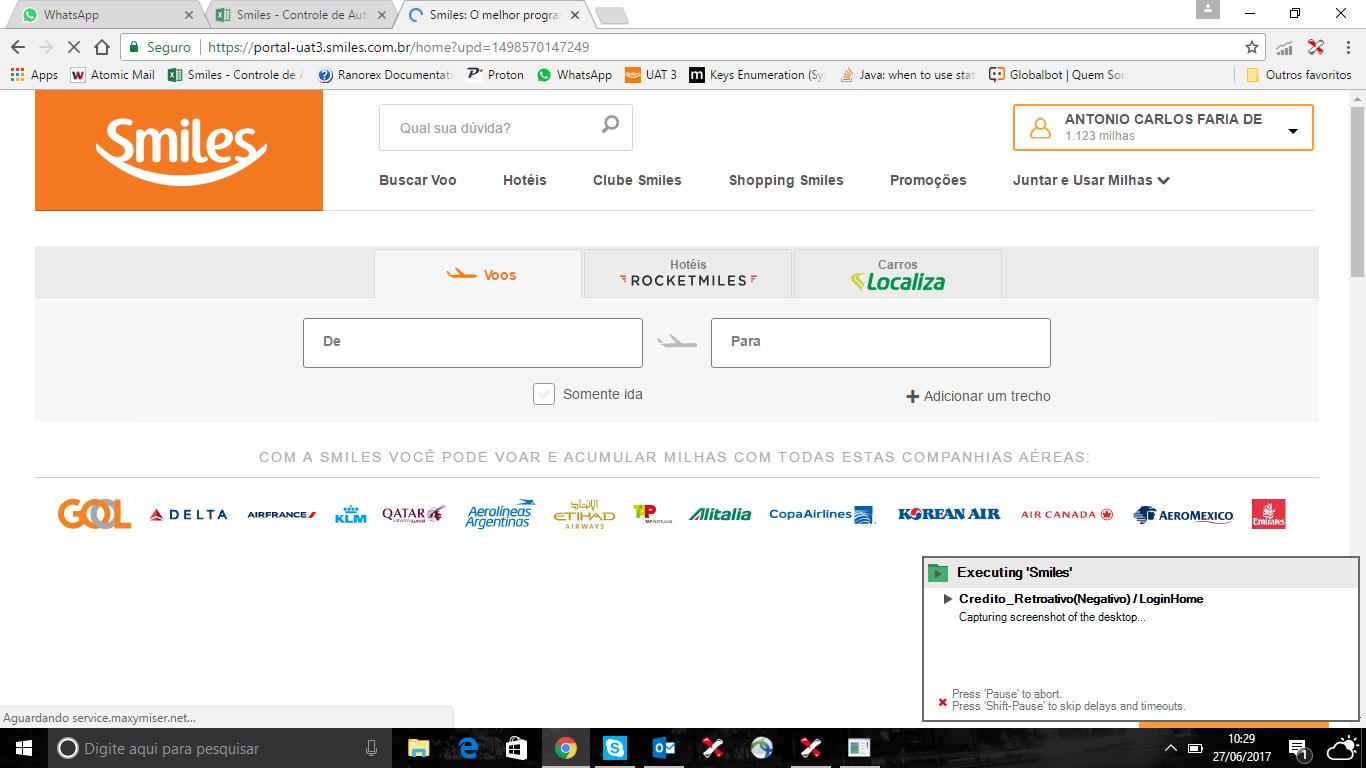 WhatsApp
Smiles - Controle de Aut
Smiles: O melhor progra
Seguro https://portal-uat3.smiles.com.br/home?upd=1498570147249
Apps Atomic Mail Smiles - Controle de Ranorex Documentati Proton WhatsApp UAT 3 Keys Enumeration (Sy Java: when to use stat Globalbot | Quem So Outros favoritos
Smiles
Qual sua dúvida?
ANTONIO CARLOS FARIA DE
1.123 milhas
Buscar Voo Hotéis Clube Smiles Shopping Smiles Promoções Juntar e Usar Milhas
Voos
Hotéis
ROCKETMILES
Carros
Localiza
De
Para
Somente ida
Adicionar um trecho
COM A SMILES VOCÊ PODE VOAR E ACUMULAR MILHAS COM TODAS ESTAS COMPANHIAS AÉREAS:
GOL
DELTA
AIRFRANCE
KLM
QATAR
AIRWAYS
Aerolíneas
Argentinas
ETIHAD
AIRWAYS
TAP
TAP PORTUGAL
Alitalia
CopaAirlines
KOREAN AIR
AIR CANADA
AEROMEXICO
Emirates
Executing 'Smiles'
Credito_Retroativo(Negativo) / LoginHome
Capturing screenshot of the desktop...
Press 'Pause' to abort.
Press 'Shift-Pause' to skip delays and timeouts.
Aguardando service.maxymiser.net...
Digite aqui para pesquisar
10:29
27/06/2017
1